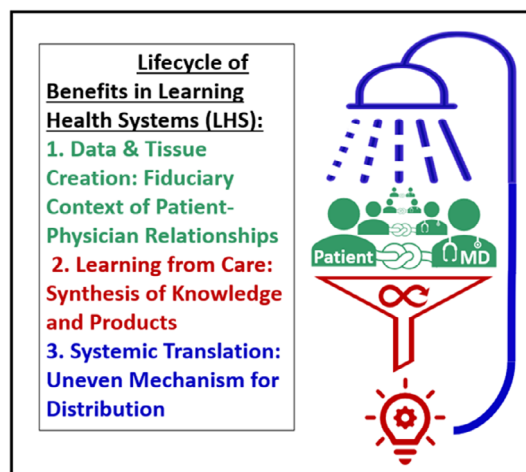 Lifecycle of
Benefits in Learning
Health Systems (LHS):
1. Data & Tissue
Creation: Fiduciary
Context of Patient-
Physician Relationships
2. Learning from Care:
Synthesis of Knowledge
and Products
3. Systemic Translation:
Uneven Mechanism for
Distribution
Patient
MD